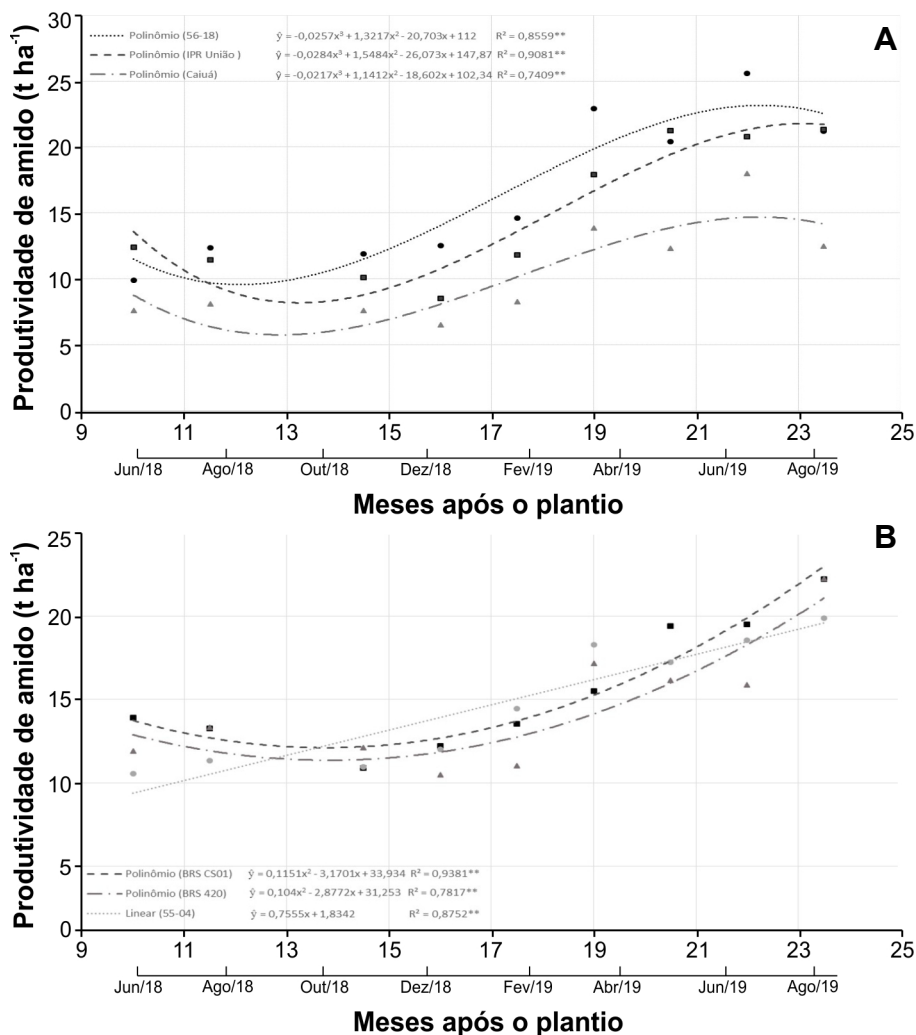 A
Produtividade de amido (t ha⁻¹)
30
25
20
15
10
5
0
Polinômio (56-18) ŷ = -0,0257x³ + 1,3217x² - 20,703x + 112 R² = 0,8559**
Polinômio (IPR União ) ŷ = -0,0284x³ + 1,5484x² - 26,073x + 147,87 R² = 0,9081**
Polinômio (Caiuá) ŷ = -0,0217x³ + 1,1412x² - 18,602x + 102,34 R² = 0,7409**
9 11 13 15 17 19 21 23 25
Jun/18 Ago/18 Out/18 Dez/18 Fev/19 Abr/19 Jun/19 Ago/19
Meses após o plantio
B
Produtividade de amido (t ha⁻¹)
25
20
15
10
5
0
Polinômio (BRS CS01) ŷ = 0,1151x² - 3,1701x + 33,934 R² = 0,9381**
Polinômio (BRS 420) ŷ = 0,104x² - 2,8772x + 31,253 R² = 0,7817**
Linear (55-04) ŷ = 0,7555x + 1,8342 R² = 0,8752**
9 11 13 15 17 19 21 23 25
Jun/18 Ago/18 Out/18 Dez/18 Fev/19 Abr/19 Jun/19 Ago/19
Meses após o plantio